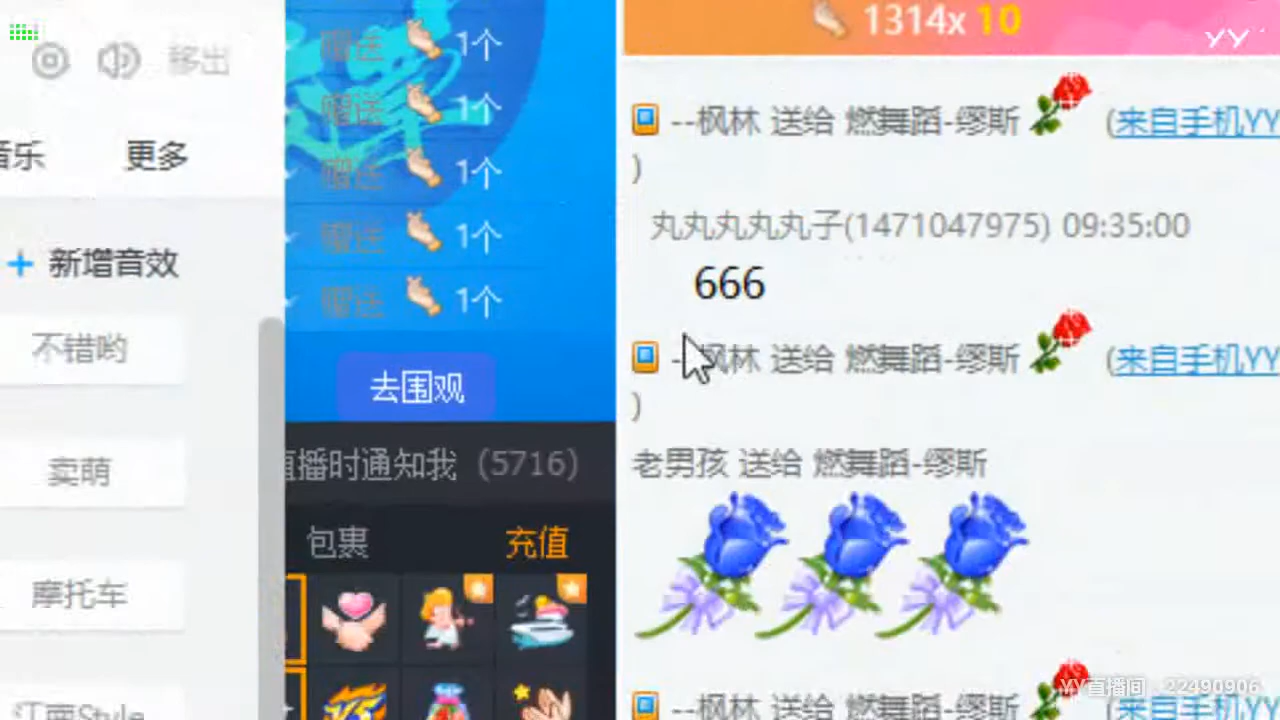 移出
音乐 更多
+ 新增音效
不错哟
卖萌
摩托车
江南Style
赠送 1个
赠送 1个
赠送 1个
赠送 1个
赠送 1个
去围观
直播时通知我 (5716)
包裹 充值
1314x 10
YY
--枫林 送给 燃舞蹈-缪斯 (来自手机YY
)
丸丸丸丸丸子(1471047975) 09:35:00
666
--枫林 送给 燃舞蹈-缪斯 (来自手机YY
)
老男孩 送给 燃舞蹈-缪斯
--枫林 送给 燃舞蹈-缪斯 (来自手机YY
YY直播间：22490906